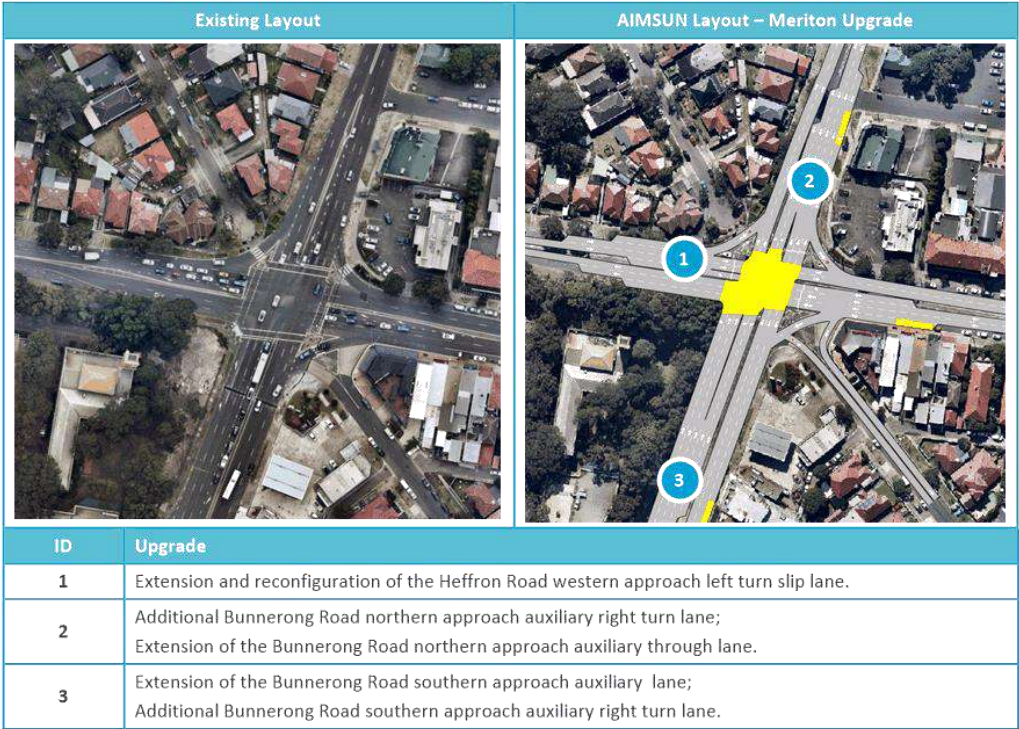 Existing Layout
AIMSUN Layout – Meriton Upgrade
1
2
3
ID
Upgrade
1
Extension and reconfiguration of the Heffron Road western approach left turn slip lane.
2
Additional Bunnerong Road northern approach auxiliary right turn lane;
Extension of the Bunnerong Road northern approach auxiliary through lane.
3
Extension of the Bunnerong Road southern approach auxiliary lane;
Additional Bunnerong Road southern approach auxiliary right turn lane.